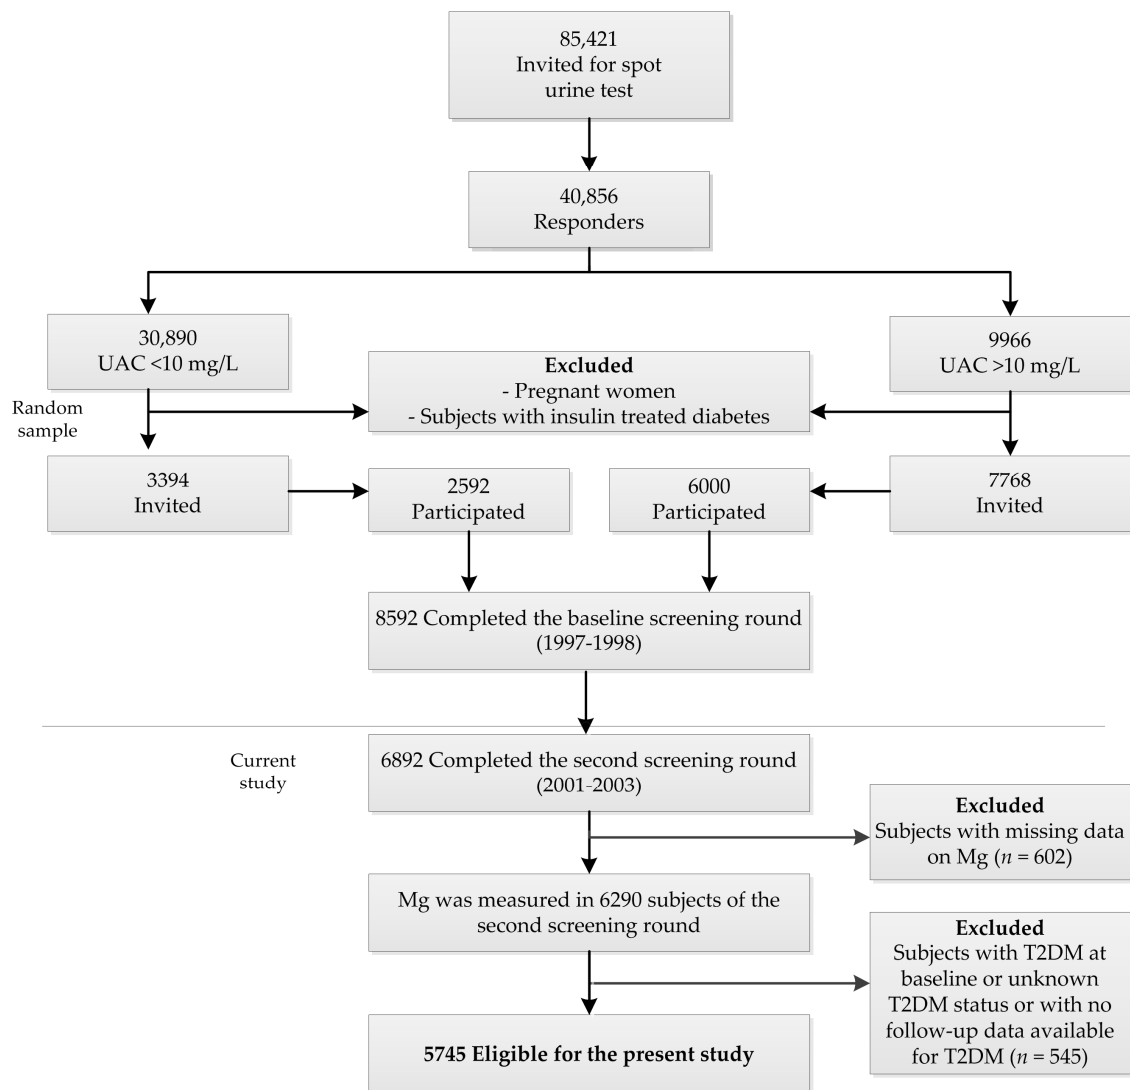 85,421
Invited for spot
urine test
40,856
Responders
30,890
UAC <10 mg/L
9966
UAC >10 mg/L
Excluded
- Pregnant women
- Subjects with insulin treated diabetes
Random
sample
3394
Invited
2592
Participated
6000
Participated
7768
Invited
8592 Completed the baseline screening round
(1997-1998)
Current
study
6892 Completed the second screening round
(2001-2003)
Excluded
Subjects with missing data
on Mg (n = 602)
Mg was measured in 6290 subjects of the
second screening round
Excluded
Subjects with T2DM at
baseline or unknown
T2DM status or with no
follow-up data available
for T2DM (n = 545)
5745 Eligible for the present study